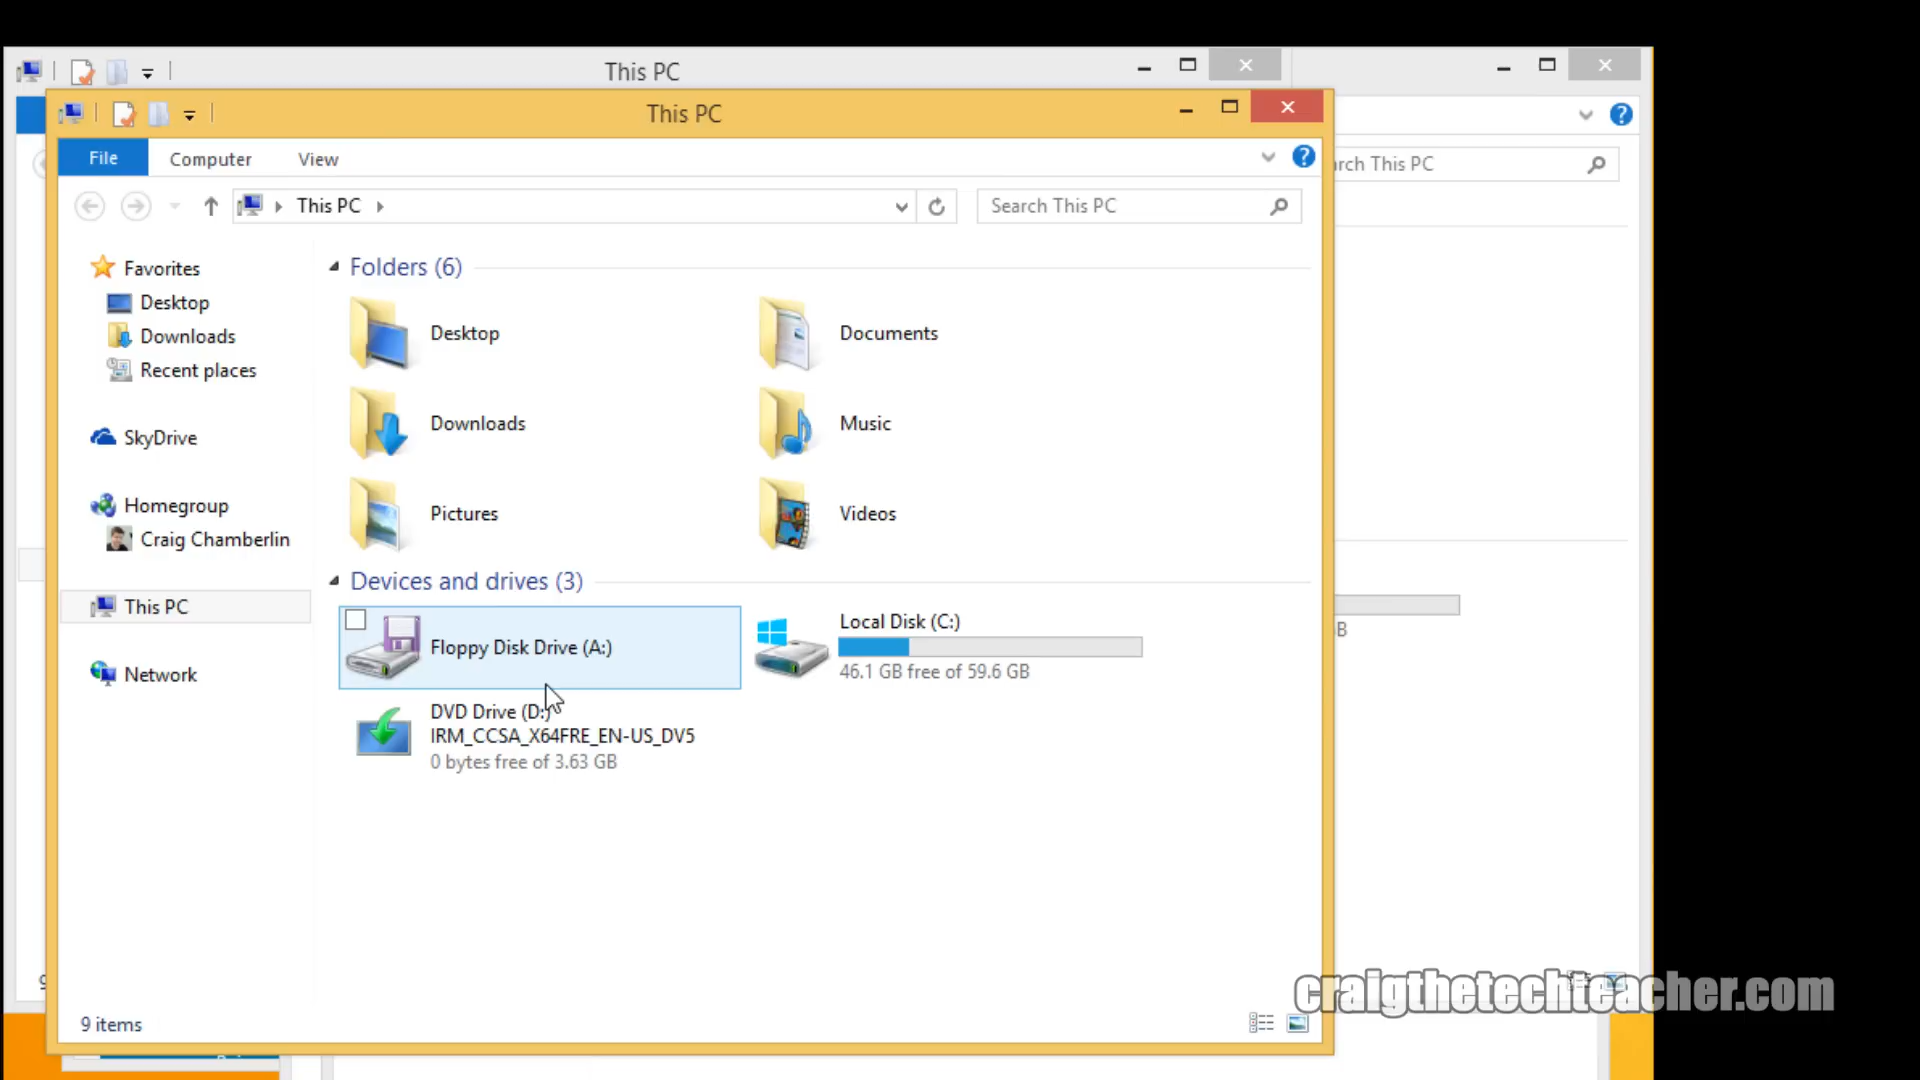 This PC
This PC
File Computer View
This PC
Search This PC
rch This PC
Favorites
Desktop
Downloads
Recent places
SkyDrive
Homegroup
Craig Chamberlin
This PC
Network
Folders (6)
Desktop
Documents
Downloads
Music
Pictures
Videos
Devices and drives (3)
Floppy Disk Drive (A:)
Local Disk (C:)
46.1 GB free of 59.6 GB
DVD Drive (D:)
IRM_CCSA_X64FRE_EN-US_DV5
0 bytes free of 3.63 GB
9 items
craigthetechteacher.com